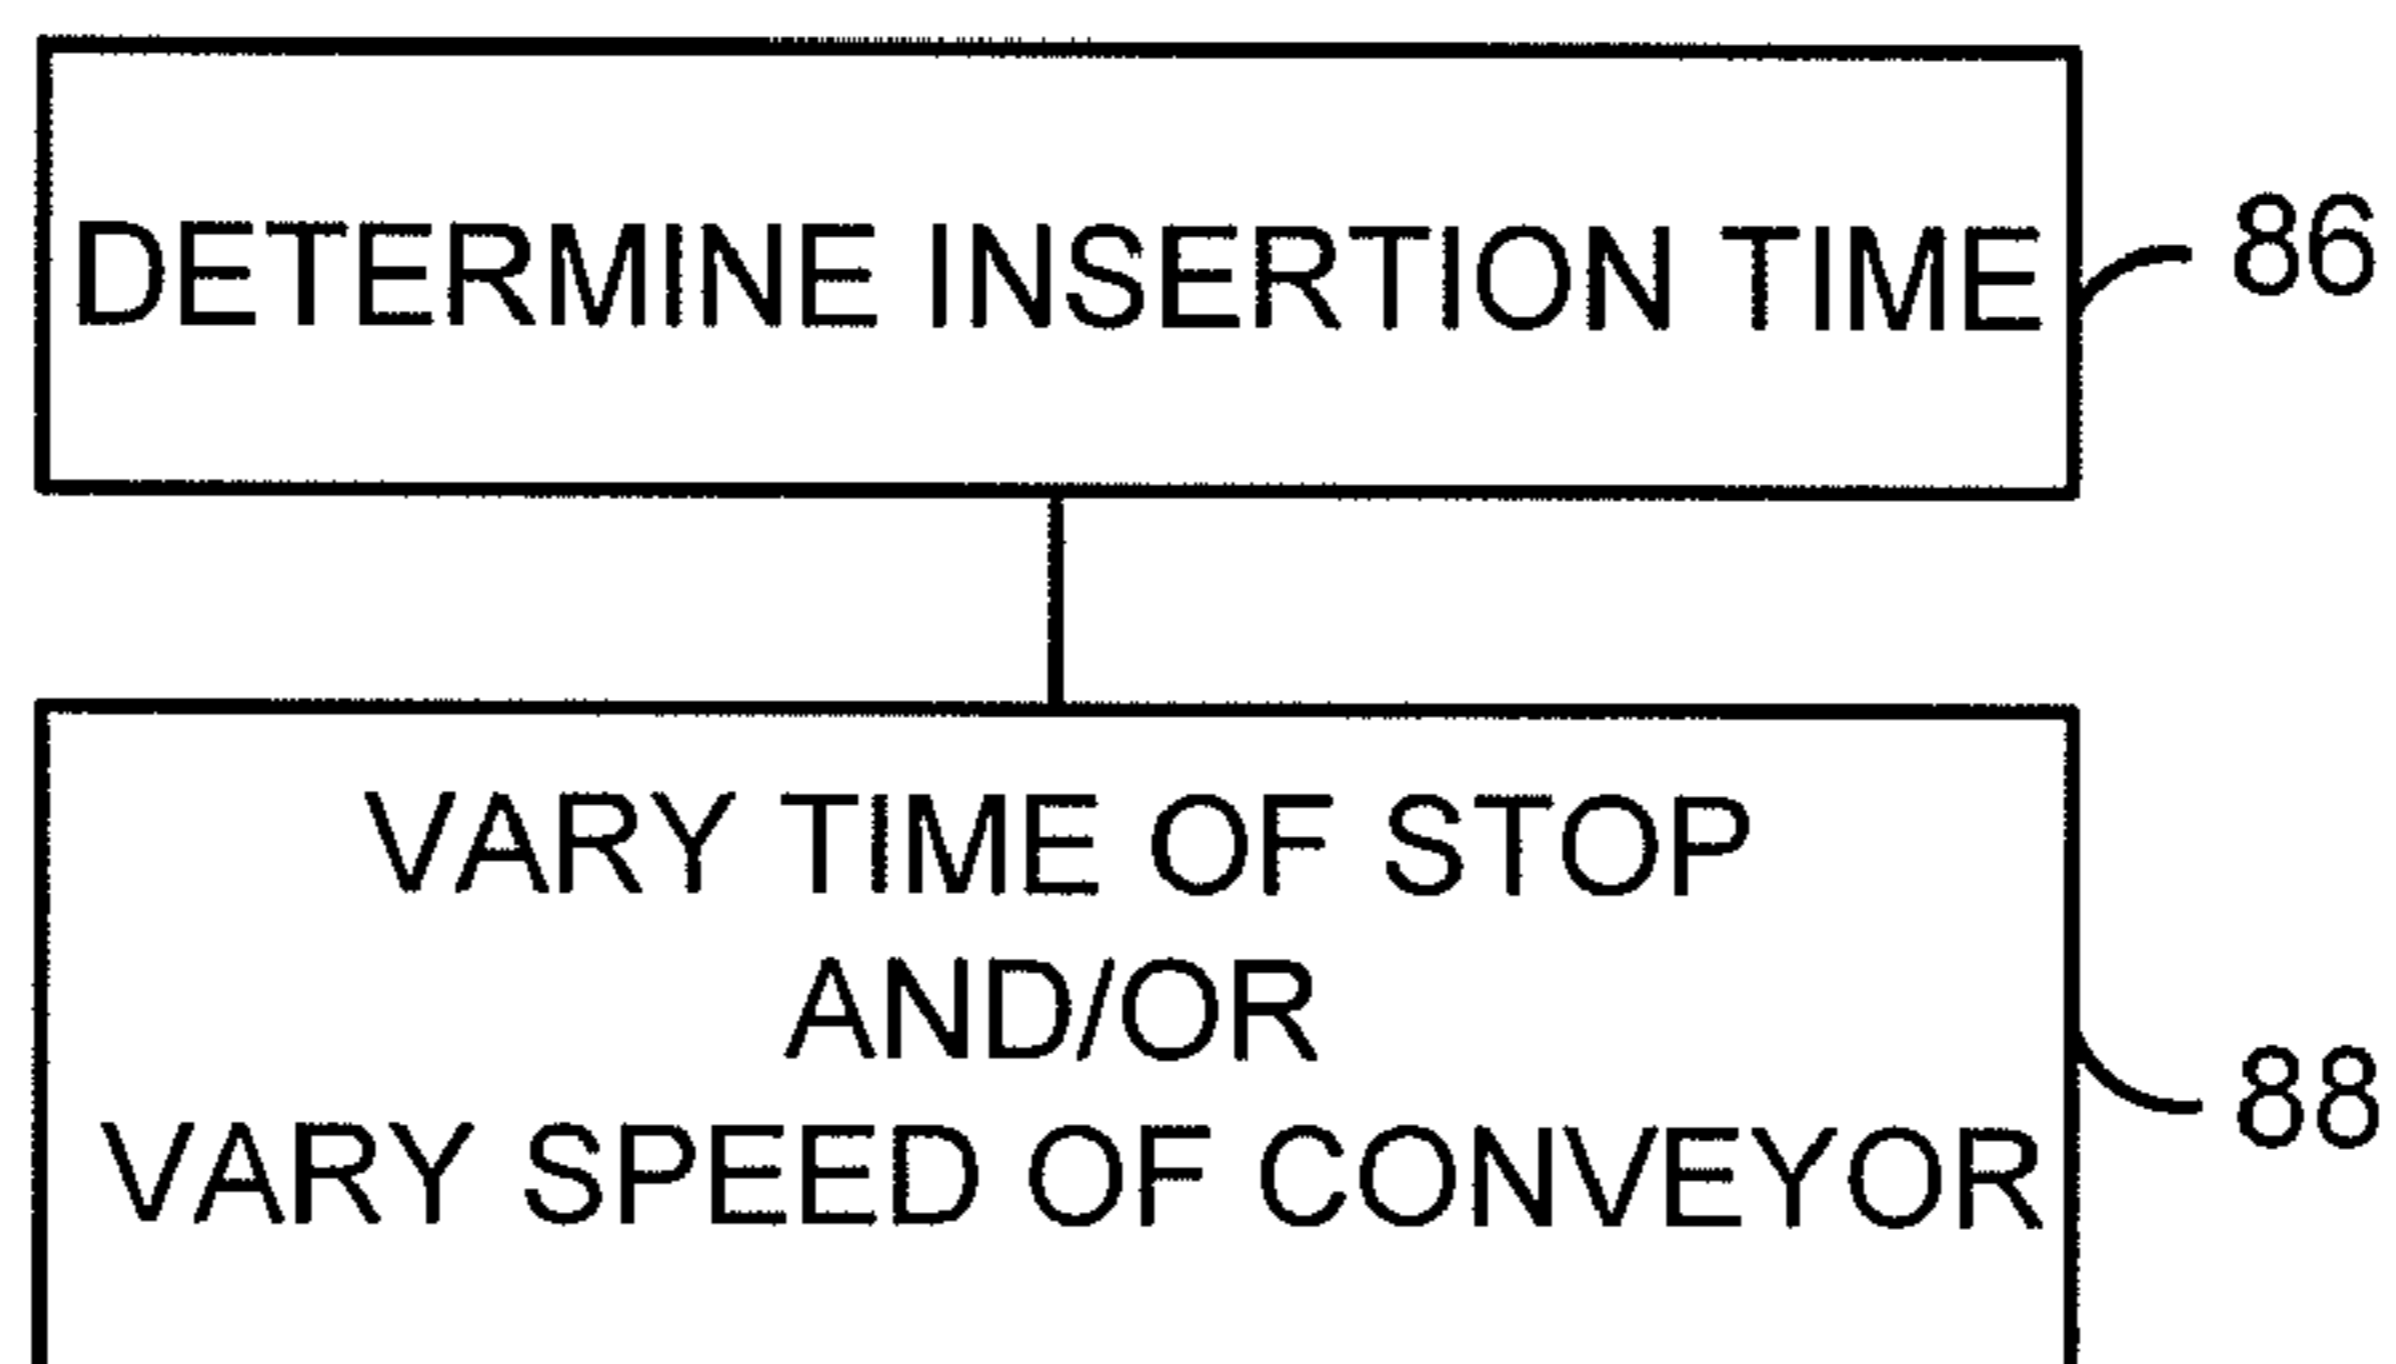 DETERMINE INSERTION TIME
86
VARY TIME OF STOP
AND/OR
VARY SPEED OF CONVEYOR
88